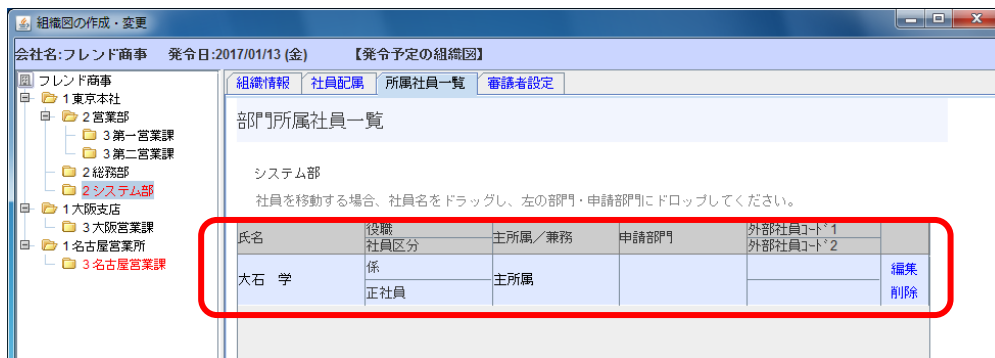 組織図の作成・変更
会社名:フレンド商事 発令日:2017/01/13 (金) 【発令予定の組織図】
フレンド商事
1 東京本社
2 営業部
3 第一営業課
3 第二営業課
2 総務部
2 システム部
1 大阪支店
3 大阪営業課
1 名古屋営業所
3 名古屋営業課
組織情報 社員配属 所属社員一覧 審議者設定
部門所属社員一覧
システム部
社員を移動する場合、社員名をドラッグし、左の部門・申請部門にドロップしてください。
氏名 役職 主所属／兼務 申請部門 外部社員コード1
社員区分 外部社員コード2
大石 学 係 主所属 編集
正社員 削除